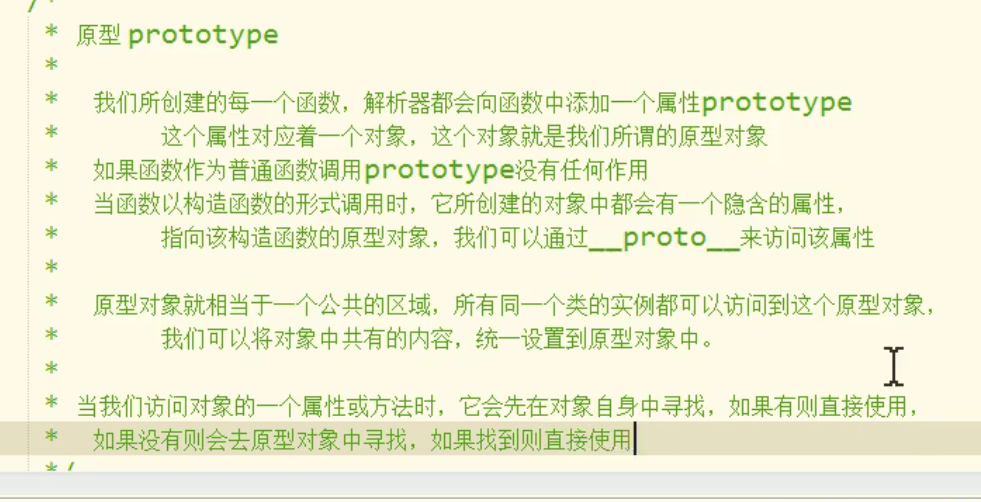 /*
* 原型 prototype
*
* 我们所创建的每一个函数，解析器都会向函数中添加一个属性prototype
* 这个属性对应着一个对象，这个对象就是我们所谓的原型对象
* 如果函数作为普通函数调用prototype没有任何作用
* 当函数以构造函数的形式调用时，它所创建的对象中都会有一个隐含的属性，
* 指向该构造函数的原型对象，我们可以通过__proto__来访问该属性
*
* 原型对象就相当于一个公共的区域，所有同一个类的实例都可以访问到这个原型对象，
* 我们可以将对象中共有的内容，统一设置到原型对象中。
*
* 当我们访问对象的一个属性或方法时，它会先在对象自身中寻找，如果有则直接使用，
* 如果没有则会去原型对象中寻找，如果找到则直接使用
*/